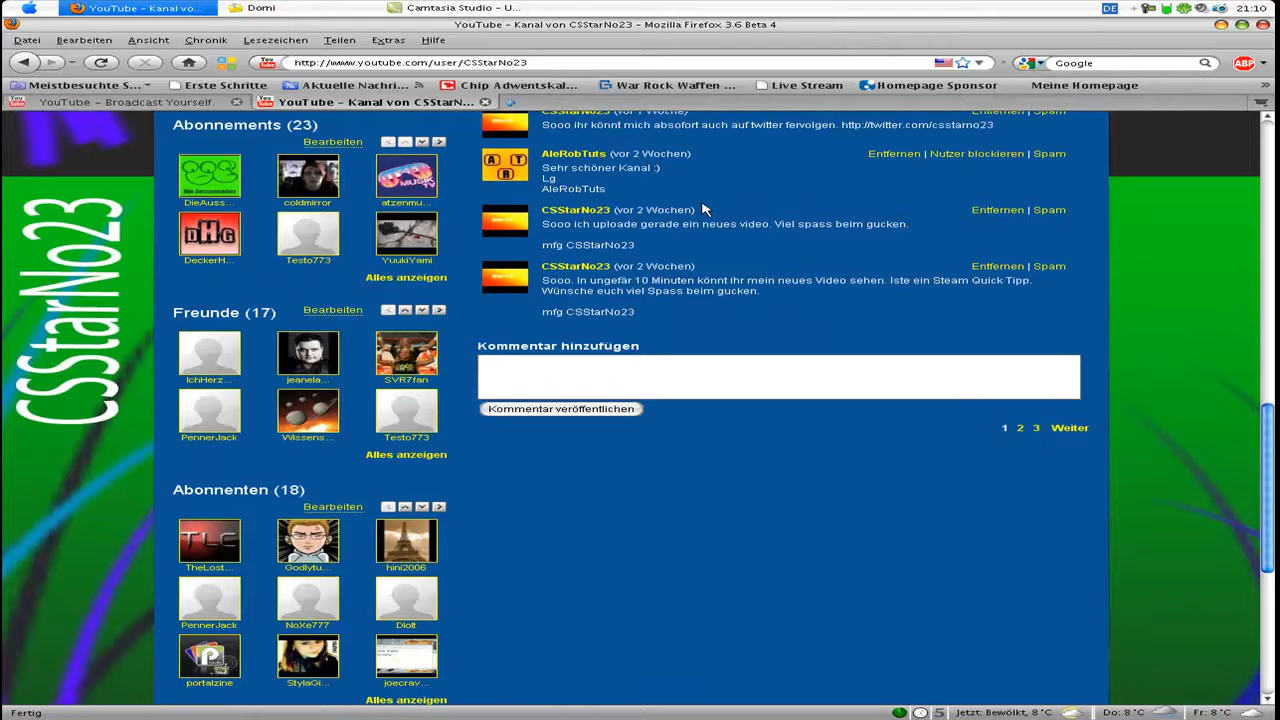 YouTube - Kanal vo...
Domi
Camtasia Studio - U...
DE
21:10
YouTube - Kanal von CSStarNo23 - Mozilla Firefox 3.6 Beta 4
Datei Bearbeiten Ansicht Chronik Lesezeichen Teilen Extras Hilfe
http://www.youtube.com/user/CSStarNo23
Google
ABP
Meistbesuchte S... Erste Schritte Aktuelle Nachri... Chip Adwentskal... War Rock Waffen ... Live Stream Homepage Sponsor Meine Homepage
YouTube - Broadcast Yourself.
YouTube - Kanal von CSStarN...
CSStarNo23
Abonnements (23)
Bearbeiten
DieAuss... coldmirror atzenmu...
DHG
DeckerH... Testo773 YuukiYami
Alles anzeigen
Freunde (17)
Bearbeiten
IchHerz... jeanela... SVR7fan
PennerJack Wissens... Testo773
Alles anzeigen
Abonnenten (18)
Bearbeiten
TLC
TheLost... Godlytu... hini2006
PennerJack NoXe777
portalzine StylaGi... joecrav...
Alles anzeigen
Sooo ihr könnt mich absofort auch auf twitter fervolgen. http://twitter.com/csstarno23
ATR
AleRobTuts (vor 2 Wochen) Entfernen | Nutzer blockieren | Spam
Sehr schöner Kanal :)
Lg
AleRobTuts
CSStarNo23 (vor 2 Wochen) Entfernen | Spam
Sooo ich uploade gerade ein neues video. Viel spass beim gucken.
mfg CSStarNo23
CSStarNo23 (vor 2 Wochen) Entfernen | Spam
Sooo. In ungefär 10 Minuten könnt ihr mein neues Video sehen. Iste ein Steam Quick Tipp.
Wünsche euch viel Spass beim gucken.
mfg CSStarNo23
Kommentar hinzufügen
Kommentar veröffentlichen
1 2 3 Weiter
Fertig
5 Jetzt: Bewölkt, 8 °C Do: 8 °C Fr: 8 °C